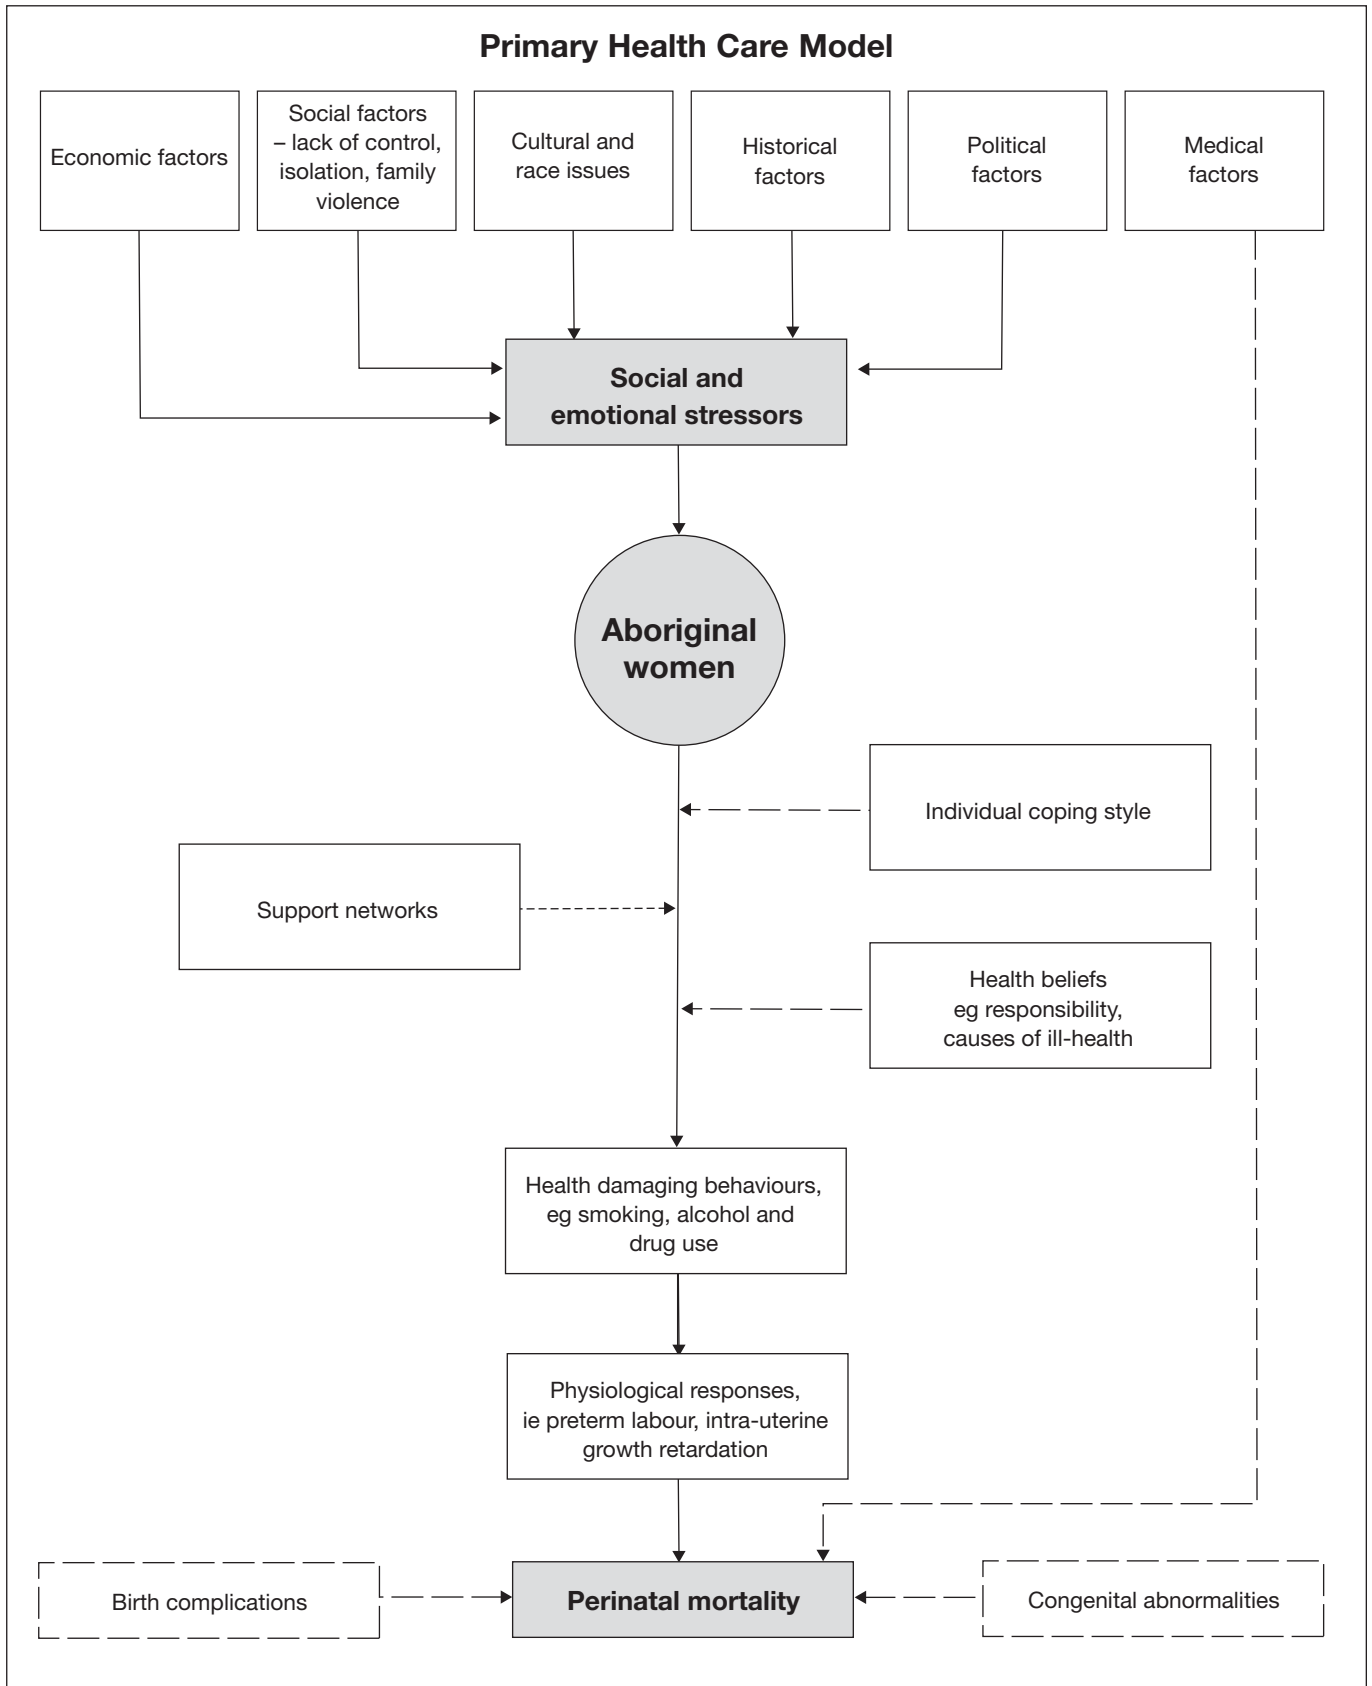 Primary Health Care Model
Economic factors
Social factors
– lack of control,
isolation, family
violence
Cultural and
race issues
Historical
factors
Political
factors
Medical
factors
Social and
emotional stressors
Aboriginal
women
Individual coping style
Support networks
Health beliefs
eg responsibility,
causes of ill-health
Health damaging behaviours,
eg smoking, alcohol and
drug use
Physiological responses,
ie preterm labour, intra-uterine
growth retardation
Birth complications
Perinatal mortality
Congenital abnormalities